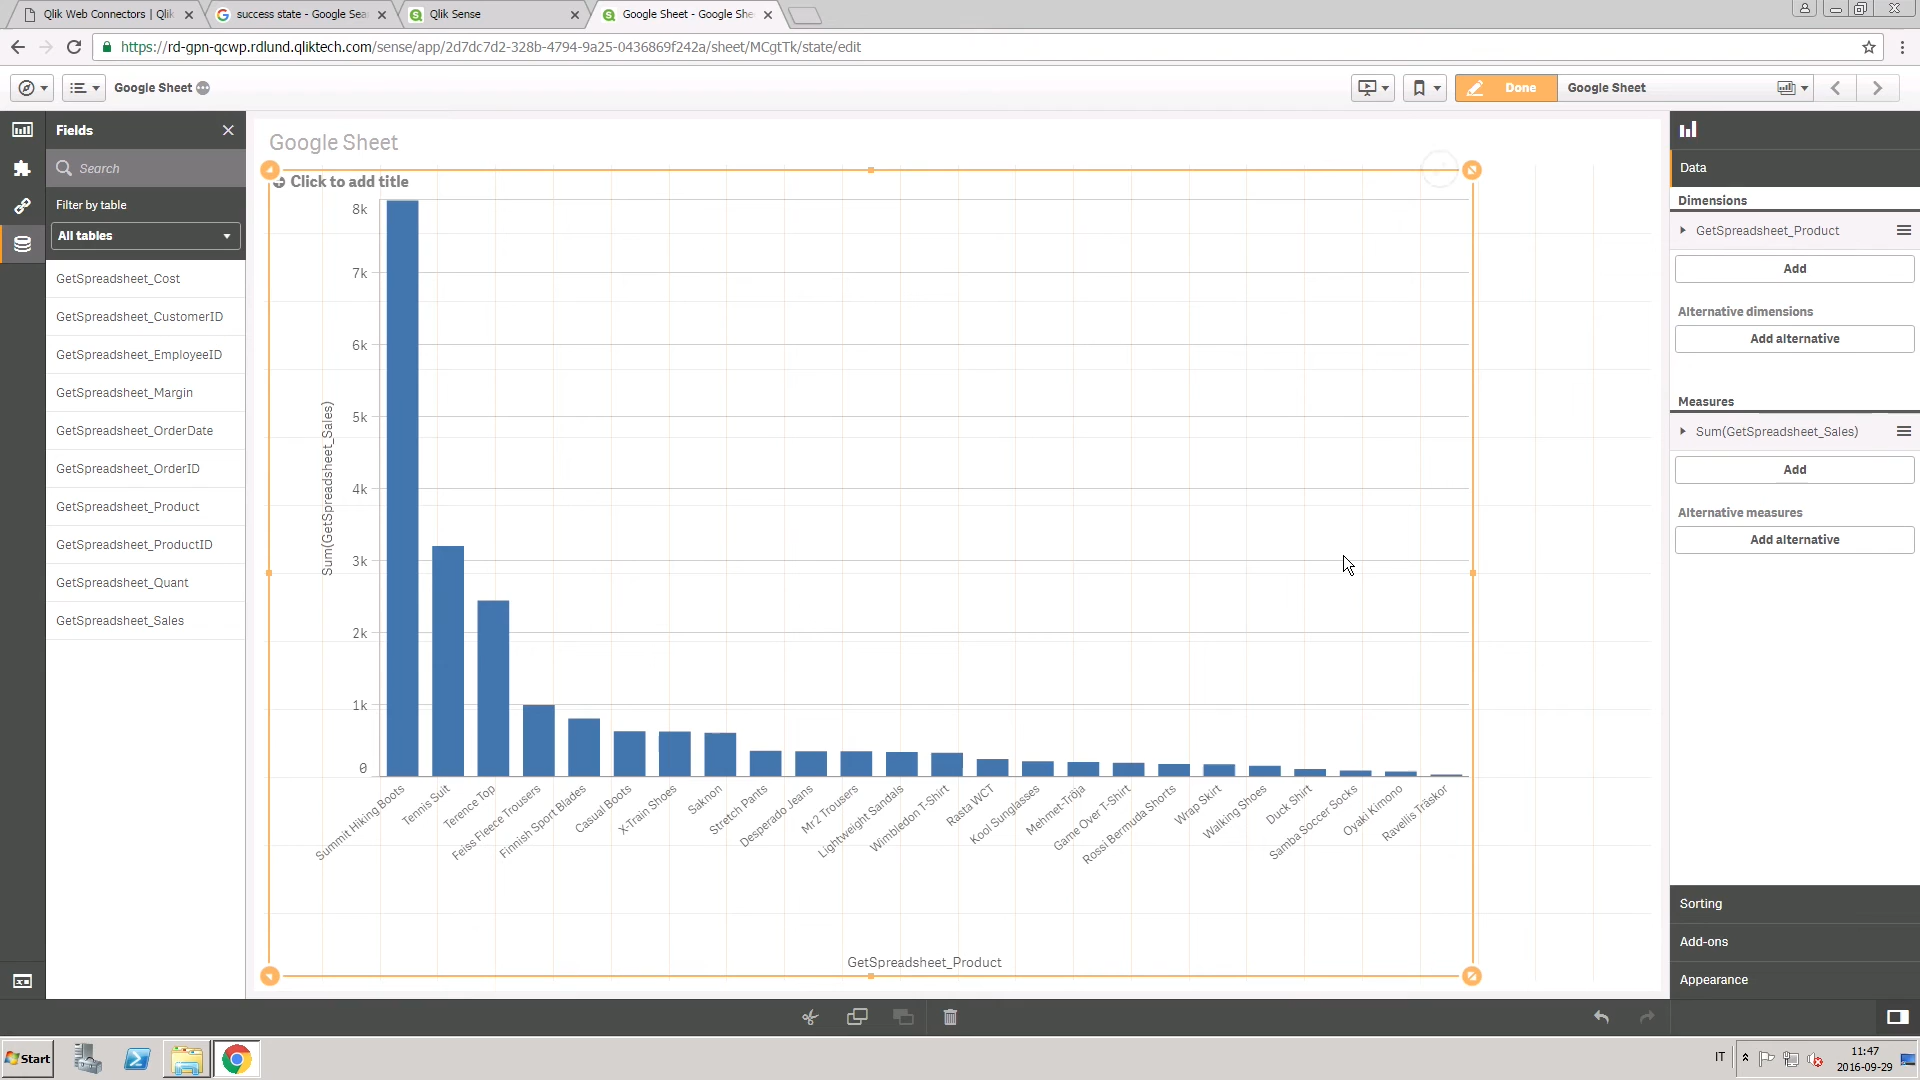 Qlik Web Connectors | Qlik
success state - Google Sea
Qlik Sense
Google Sheet - Google She
https://rd-gpn-qcwp.rdlund.qliktech.com/sense/app/2d7dc7d2-328b-4794-9a25-0436869f242a/sheet/MCgtTk/state/edit
Google Sheet
Done
Google Sheet
Fields
Search
Filter by table
All tables
GetSpreadsheet_Cost
GetSpreadsheet_CustomerID
GetSpreadsheet_EmployeeID
GetSpreadsheet_Margin
GetSpreadsheet_OrderDate
GetSpreadsheet_OrderID
GetSpreadsheet_Product
GetSpreadsheet_ProductID
GetSpreadsheet_Quant
GetSpreadsheet_Sales
Google Sheet
Click to add title
8k
7k
6k
5k
4k
3k
2k
1k
0
Sum(GetSpreadsheet_Sales)
Summit Hiking Boots
Tennis Suit
Terence Top
Feiss Fleece Trousers
Finnish Sport Blades
Casual Boots
X-Train Shoes
Saknon
Stretch Pants
Desperado Jeans
Mr2 Trousers
Lightweight Sandals
Wimbledon T-Shirt
Rasta WCT
Kool Sunglasses
Mehmet-Tröja
Game Over T-Shirt
Rossi Bermuda Shorts
Wrap Skirt
Walking Shoes
Duck Shirt
Samba Soccer Socks
Oyaki Kimono
Ravellis Träskor
GetSpreadsheet_Product
Data
Dimensions
GetSpreadsheet_Product
Add
Alternative dimensions
Add alternative
Measures
Sum(GetSpreadsheet_Sales)
Add
Alternative measures
Add alternative
Sorting
Add-ons
Appearance
Start
IT
11:47
2016-09-29